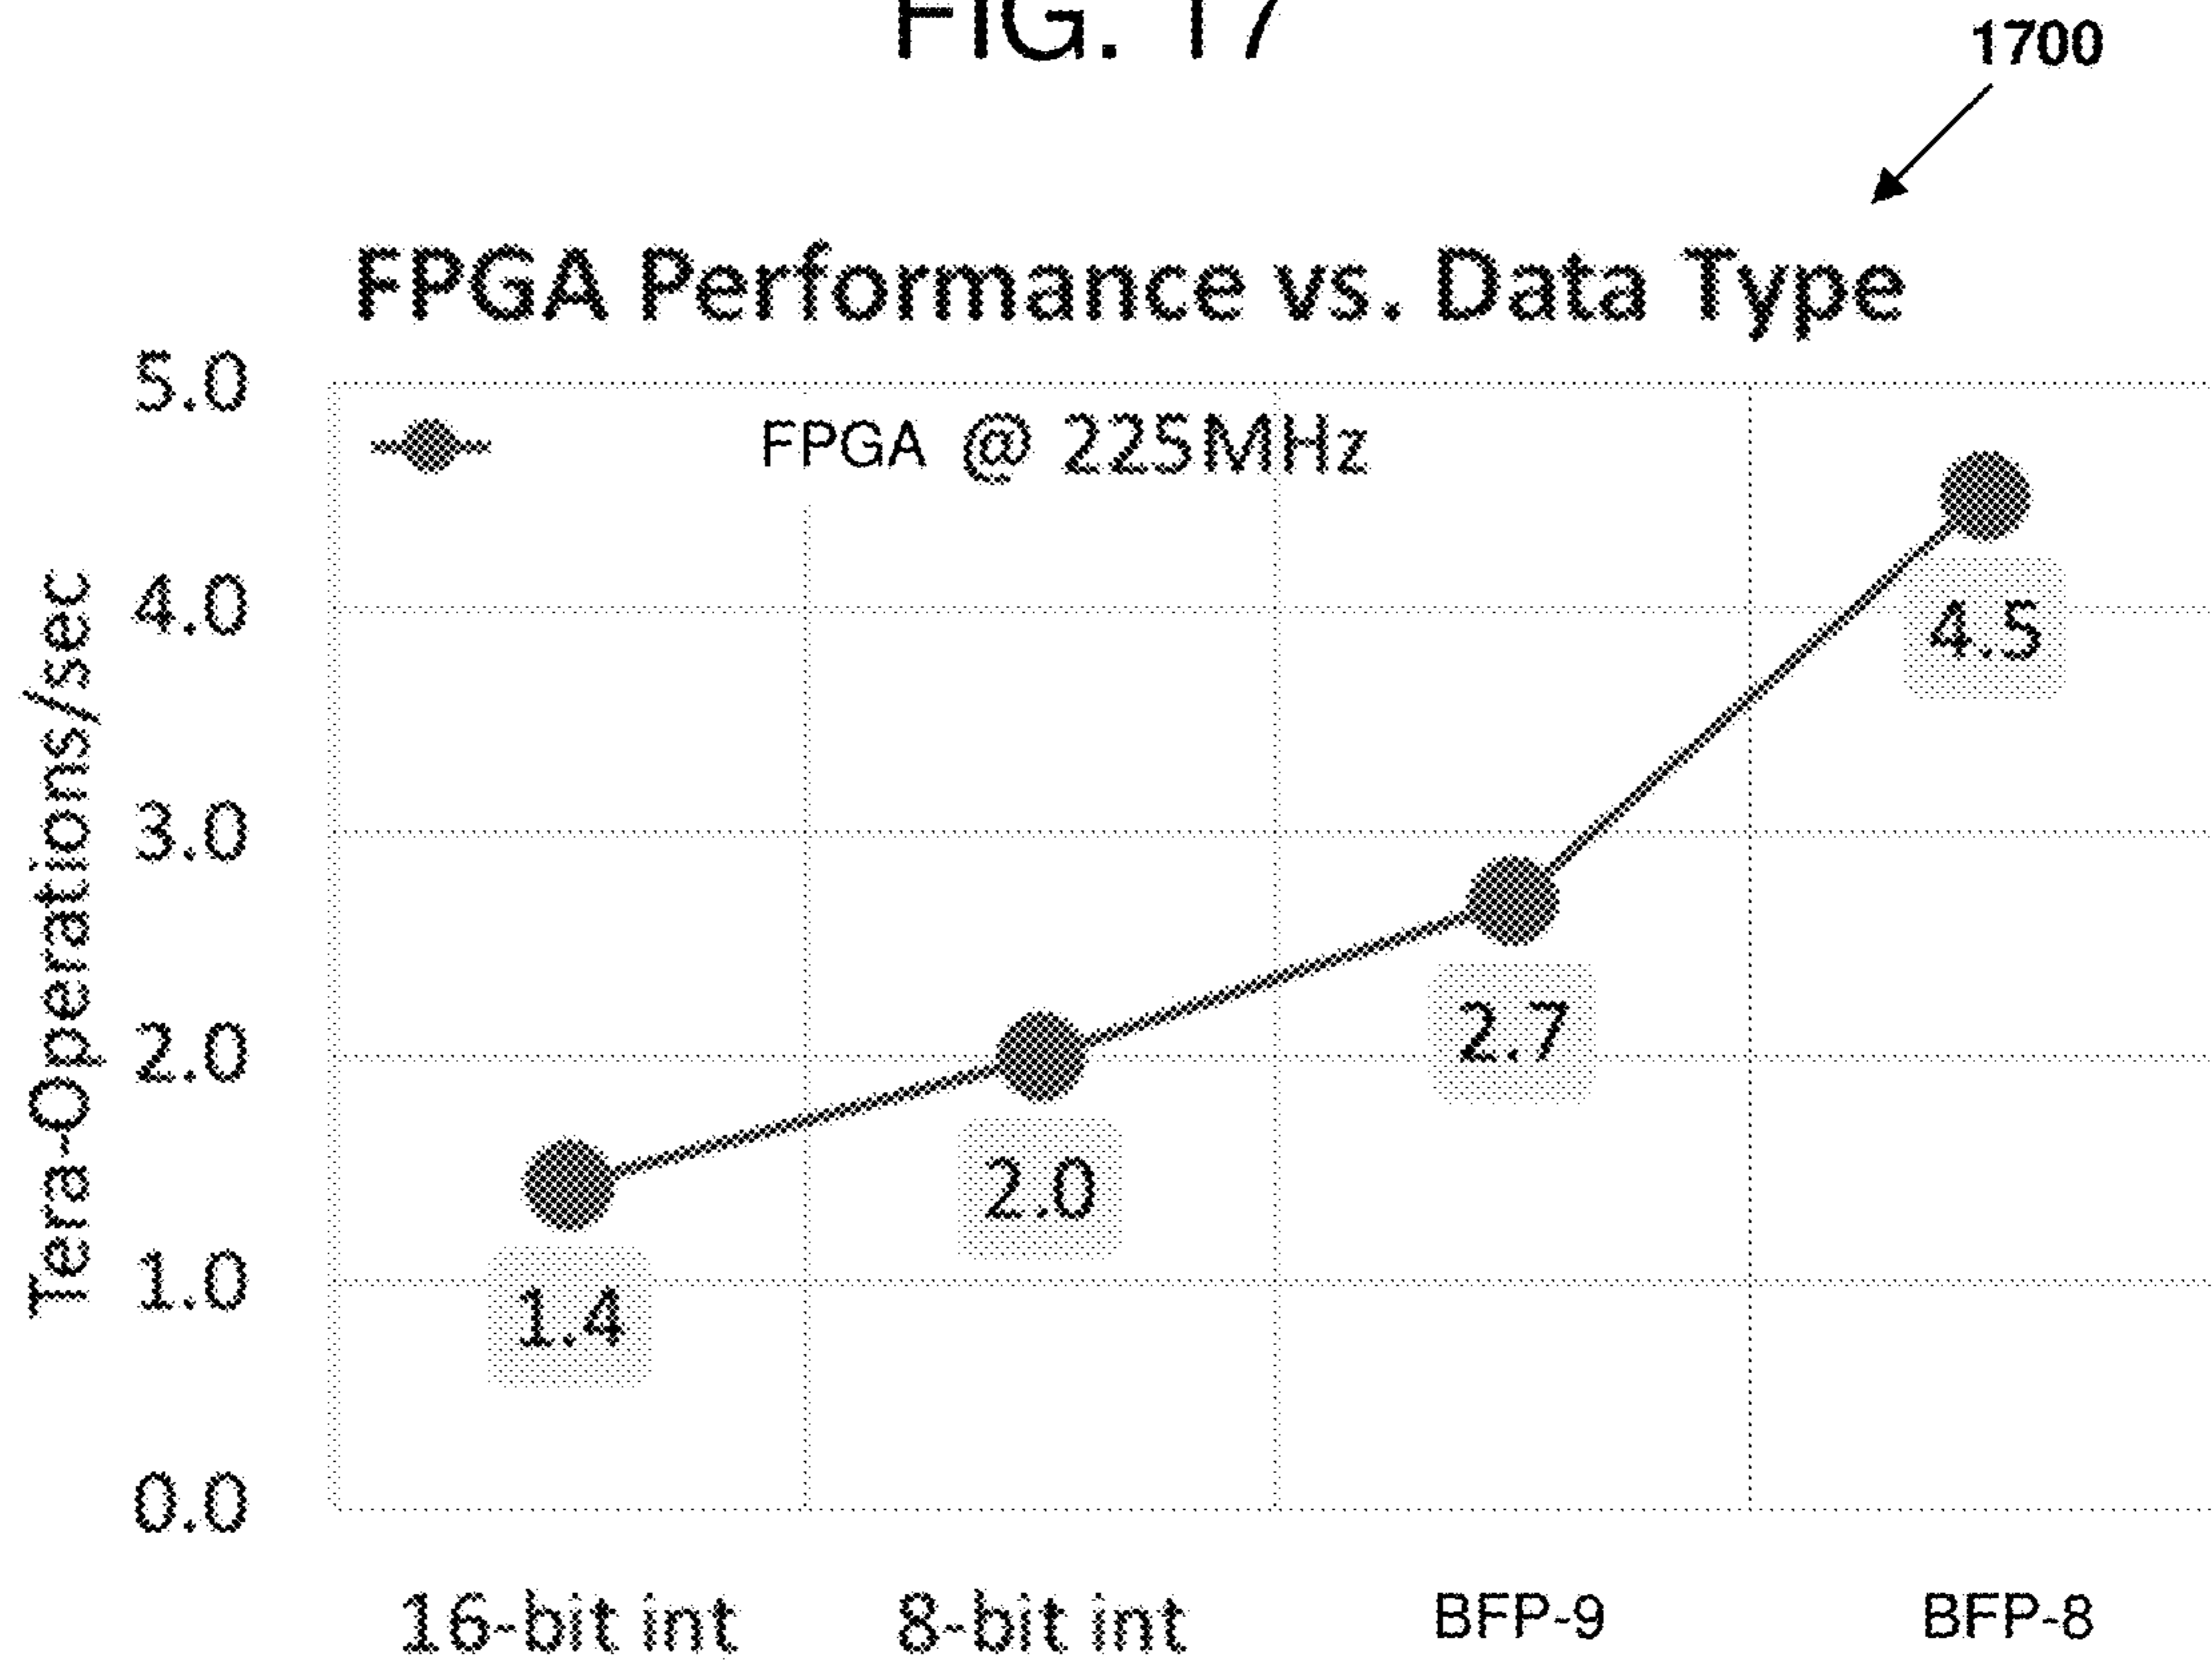 FIG. 17
1700
FPGA Performance vs. Data Type
5.0
FPGA @ 225MHz
4.0
4.5
3.0
2.7
2.0
2.0
1.0
1.4
0.0
Tera-Operations/sec
16-bit int 8-bit int BFP-9 BFP-8